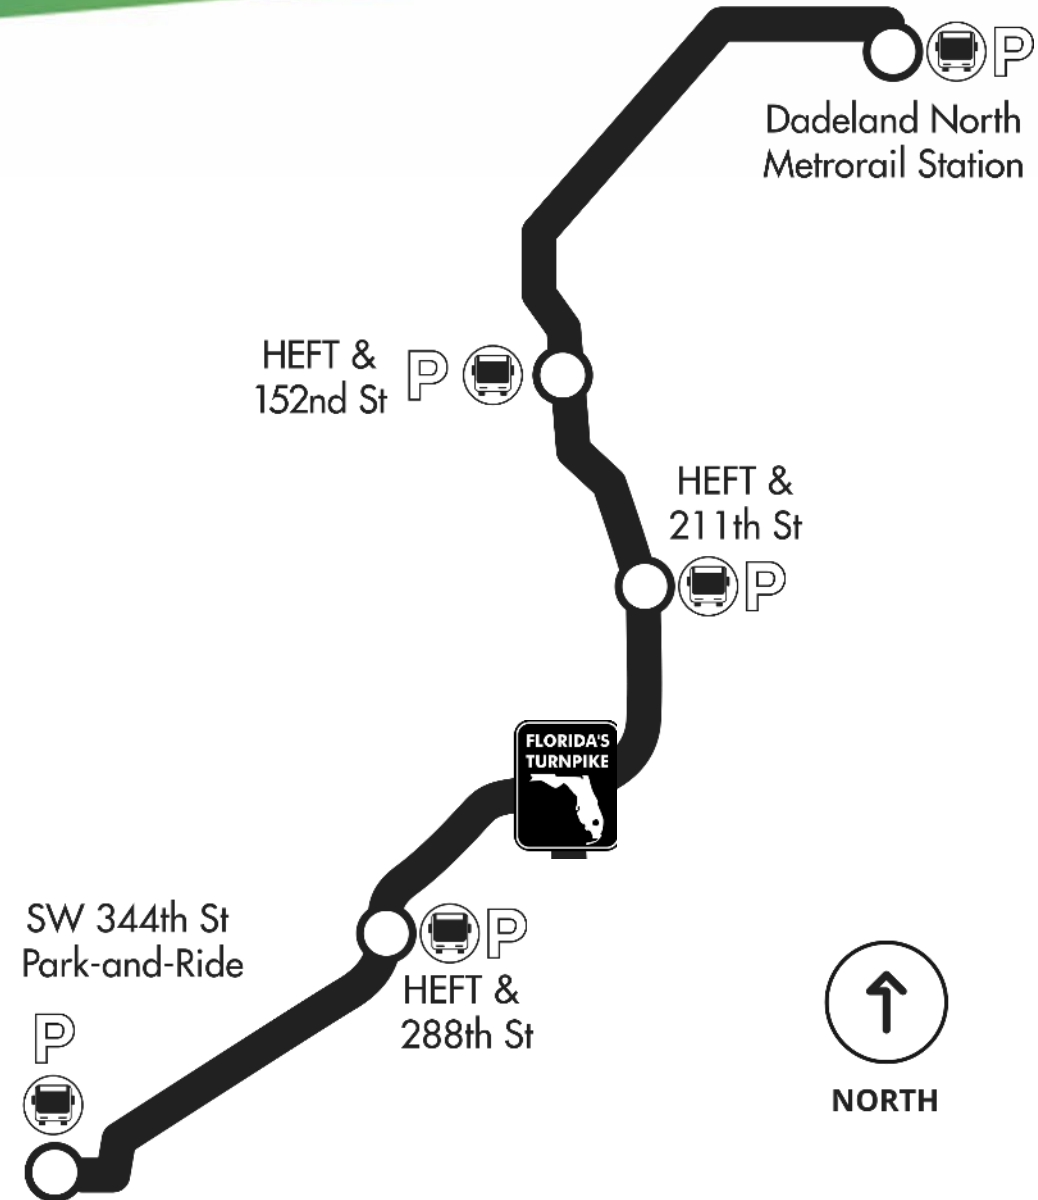 P
Dadeland North
Metrorail Station
HEFT &
152nd St
P
HEFT &
211th St
P
FLORIDA'S
TURNPIKE
SW 344th St
Park-and-Ride
P
P
HEFT &
288th St
NORTH